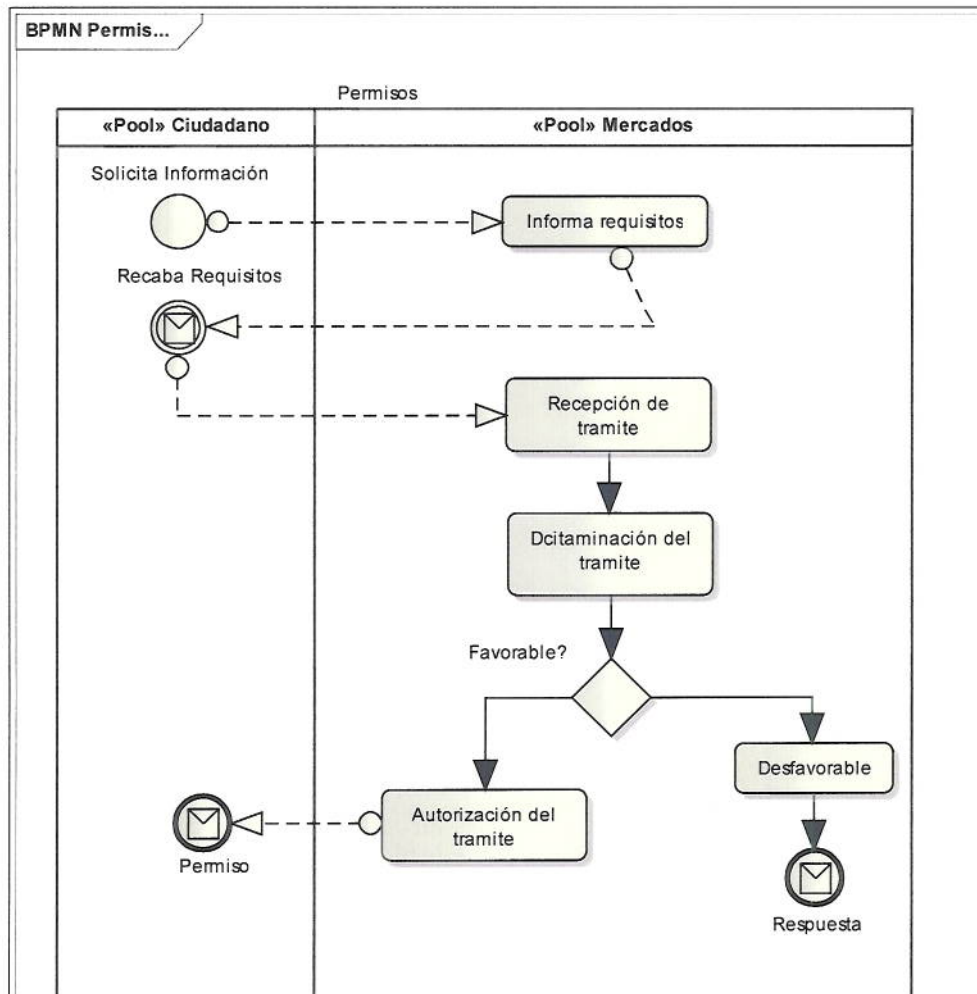 BPMN Permis...
Permisos
«Pool» Ciudadano
«Pool» Mercados
Solicita Información
Informa requisitos
Recaba Requisitos
Recepción de
tramite
Dcitaminación del
tramite
Favorable?
Desfavorable
Autorización del
tramite
Permiso
Respuesta